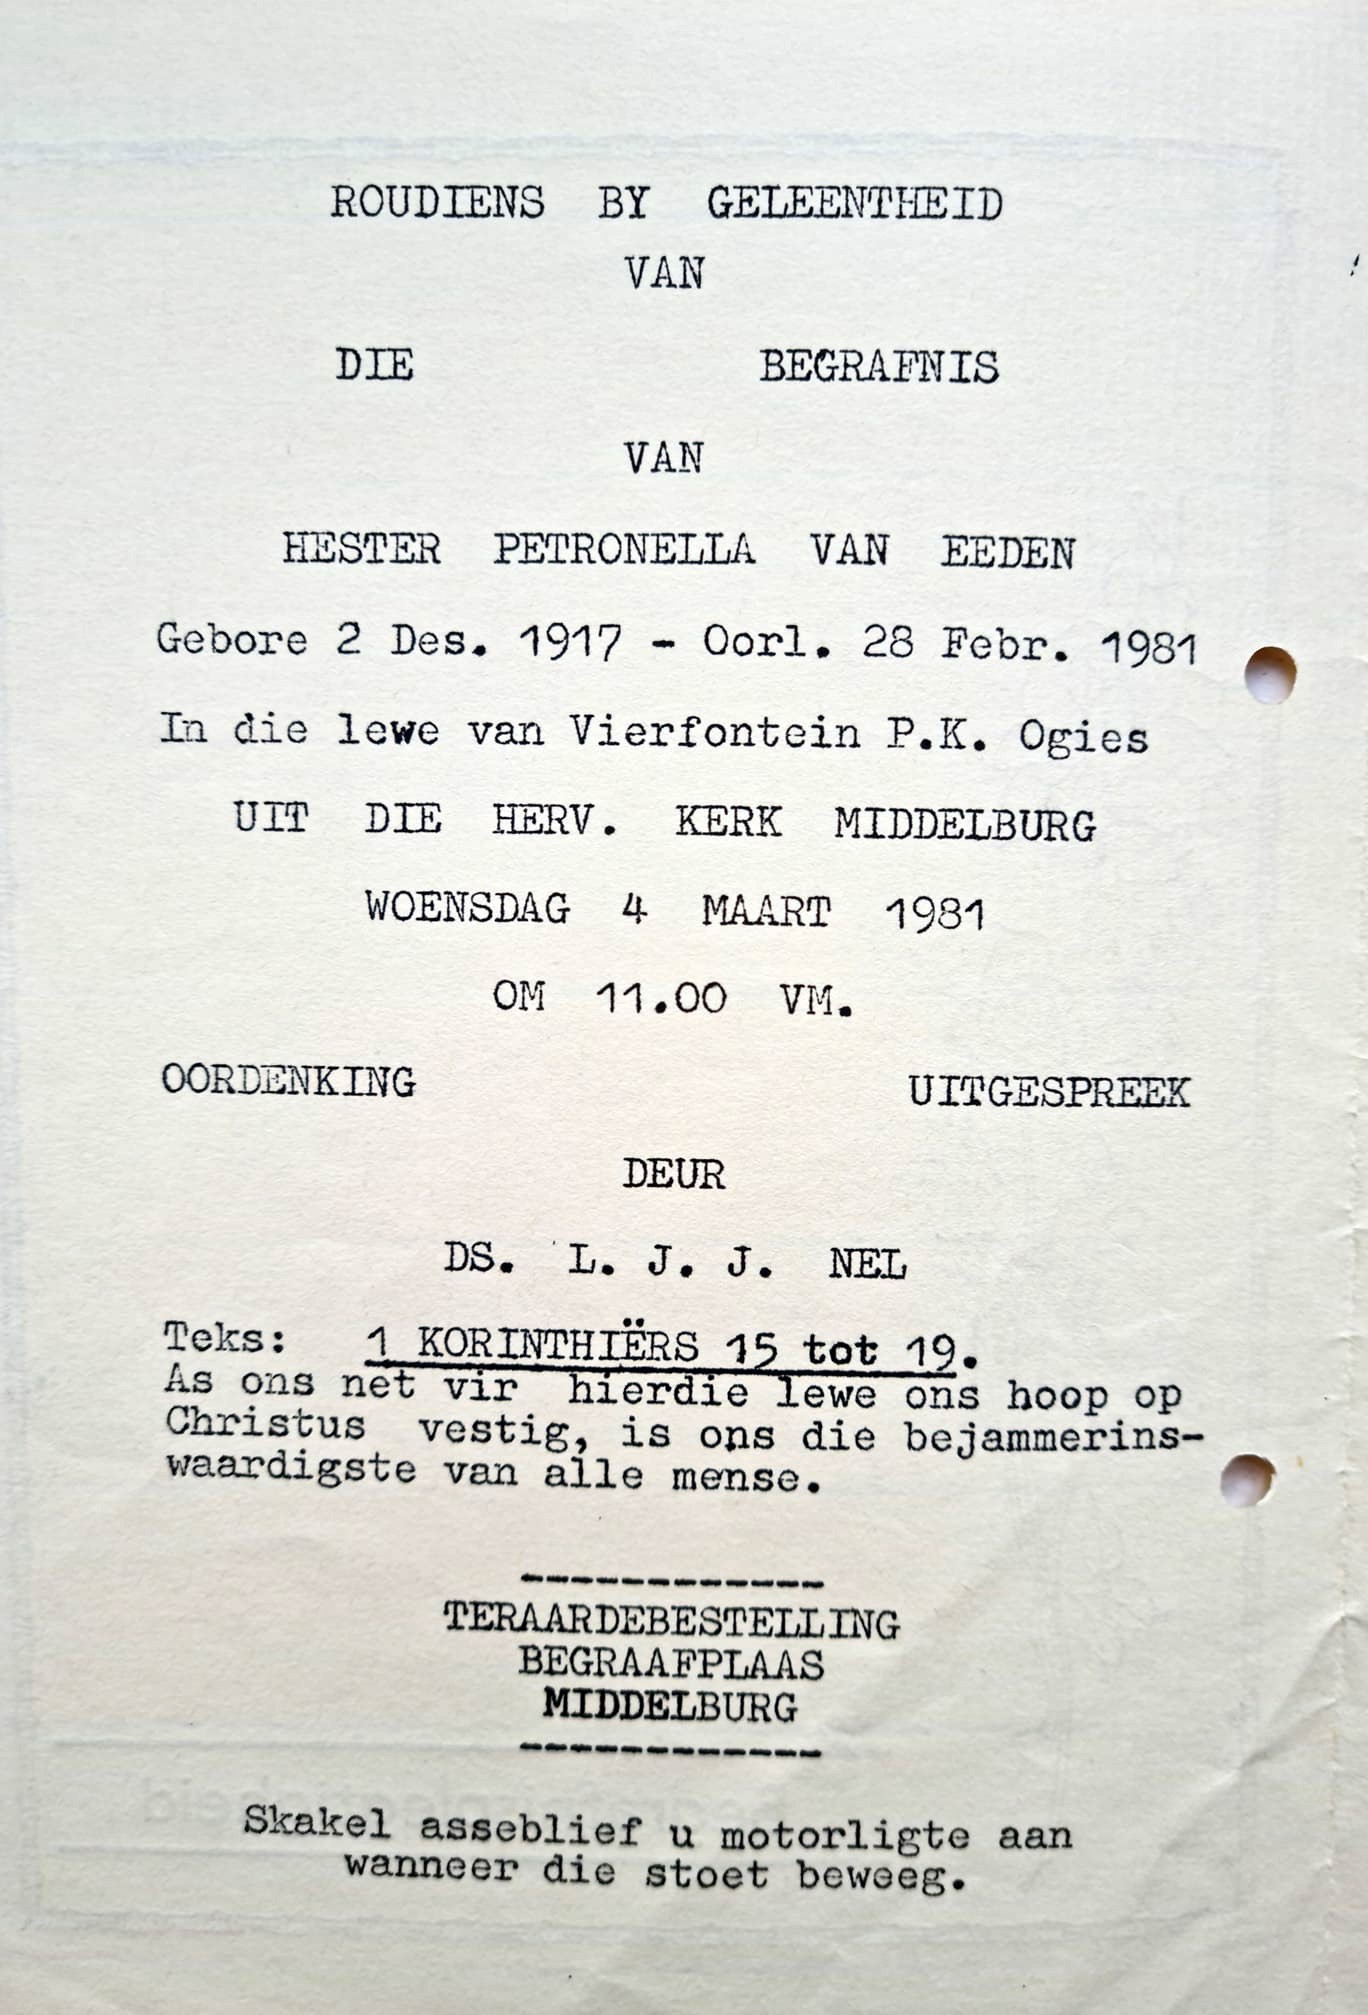 ROUDIENS BY GELEENTHEID
VAN
DIE BEGRAFNIS
VAN
HESTER PETRONELLA VAN EEDEN
Gebore 2 Des. 1917 - Oorl. 28 Febr. 1981
In die lewe van Vierfontein P.K. Ogies
UIT DIE HERV. KERK MIDDELBURG
WOENSDAG 4 MAART 1981
OM 11.00 VM.
OORDENKING UITGESPREEK
DEUR
DS. L. J. J. NEL
Teks: 1 KORINTHIËRS 15 tot 19.
As ons net vir hierdie lewe ons hoop op
Christus vestig, is ons die bejammerins-
waardigste van alle mense.
------------
TERAARDEBESTELLING
BEGRAAFPLAAS
MIDDELBURG
------------
Skakel asseblief u motorligte aan
wanneer die stoet beweeg.